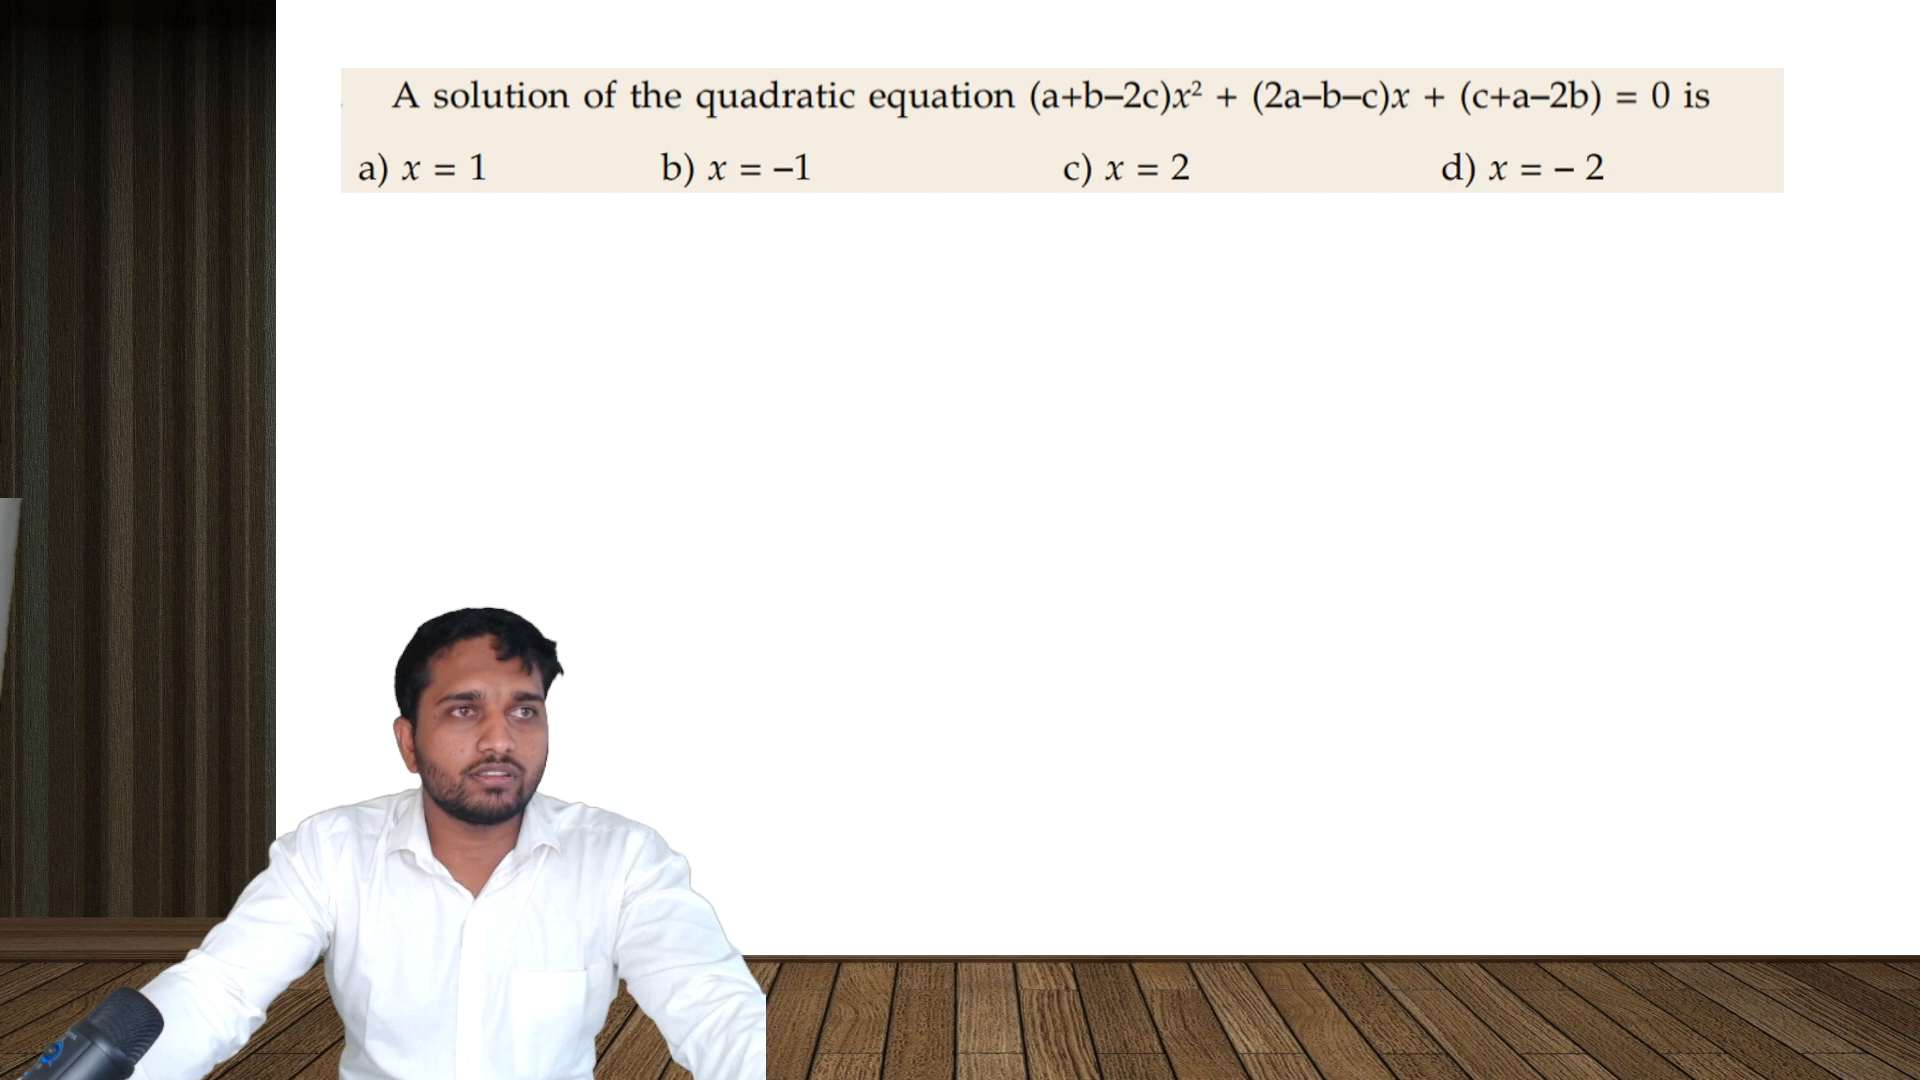 A solution of the quadratic equation (a+b–2c)x² + (2a–b–c)x + (c+a–2b) = 0 is
a) x = 1 b) x = –1 c) x = 2 d) x = – 2